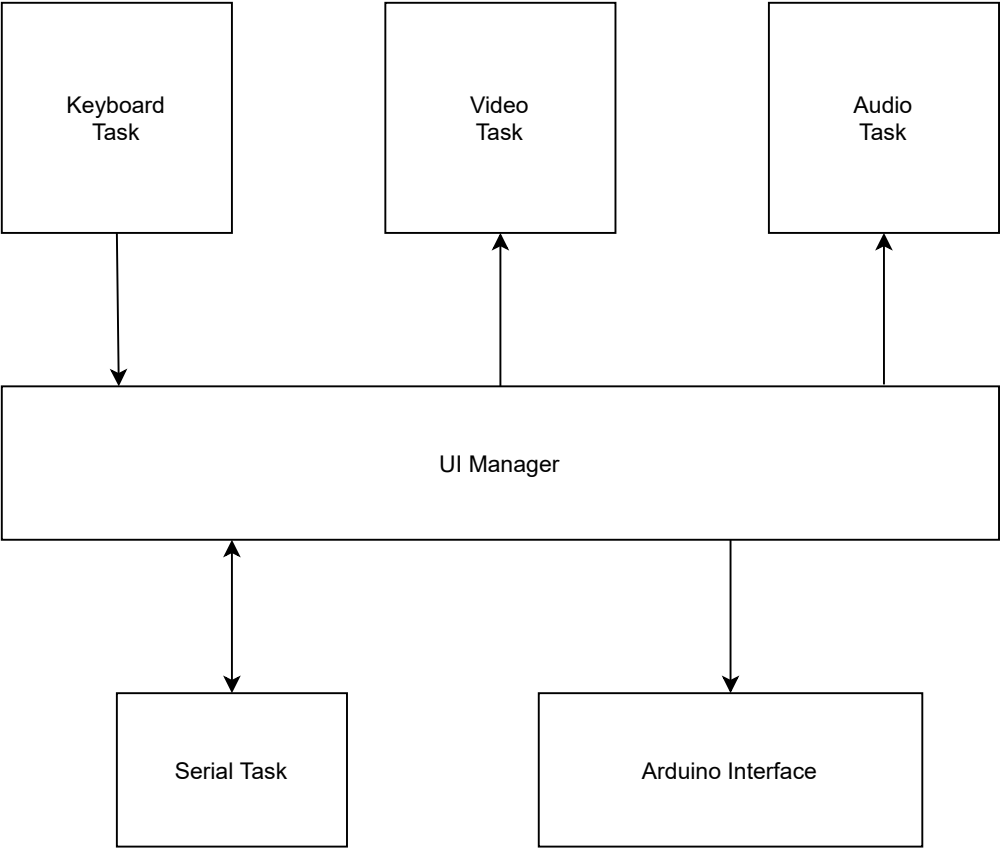 Keyboard
Task
Video
Task
Audio
Task
UI Manager
Serial Task
Arduino Interface